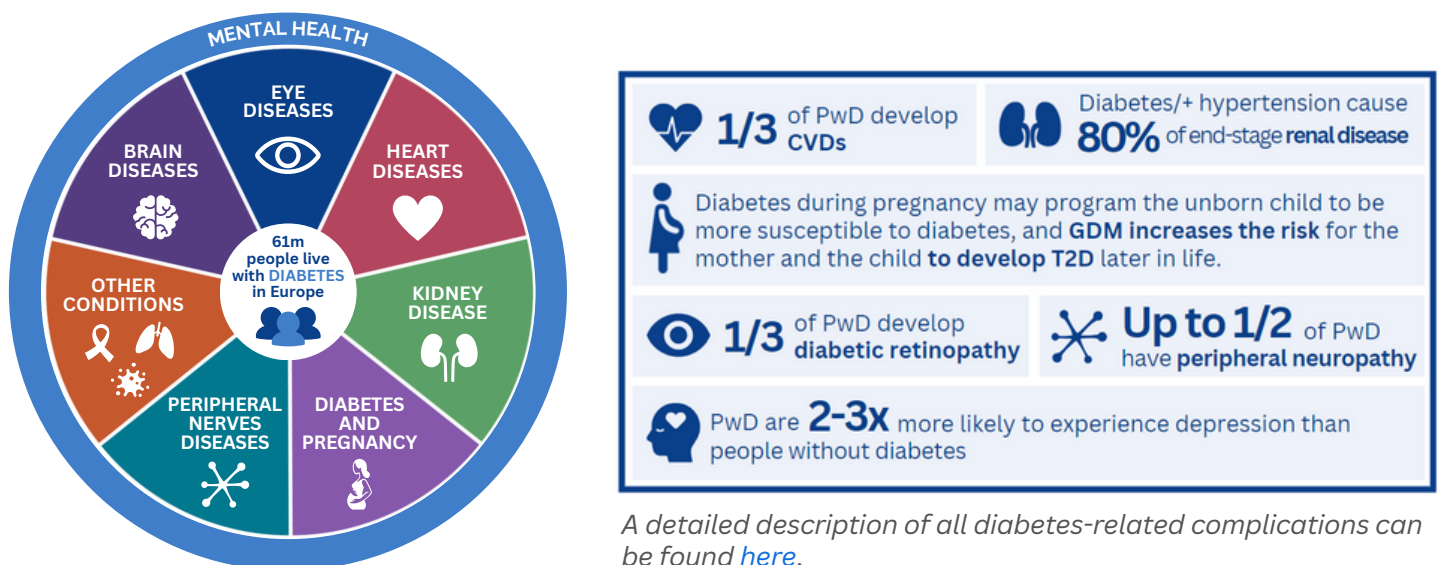 MENTAL HEALTH
EYE
DISEASES
HEART
DISEASES
KIDNEY
DISEASE
DIABETES
AND
PREGNANCY
PERIPHERAL
NERVES
DISEASES
OTHER
CONDITIONS
BRAIN
DISEASES
61m
people live
with DIABETES
in Europe
1/3 of PwD develop
CVDs
Diabetes/+ hypertension cause
80% of end-stage renal disease
Diabetes during pregnancy may program the unborn child to be
more susceptible to diabetes, and GDM increases the risk for the
mother and the child to develop T2D later in life.
1/3 of PwD develop
diabetic retinopathy
Up to 1/2 of PwD
have peripheral neuropathy
PwD are 2-3x more likely to experience depression than
people without diabetes
A detailed description of all diabetes-related complications can
be found here.